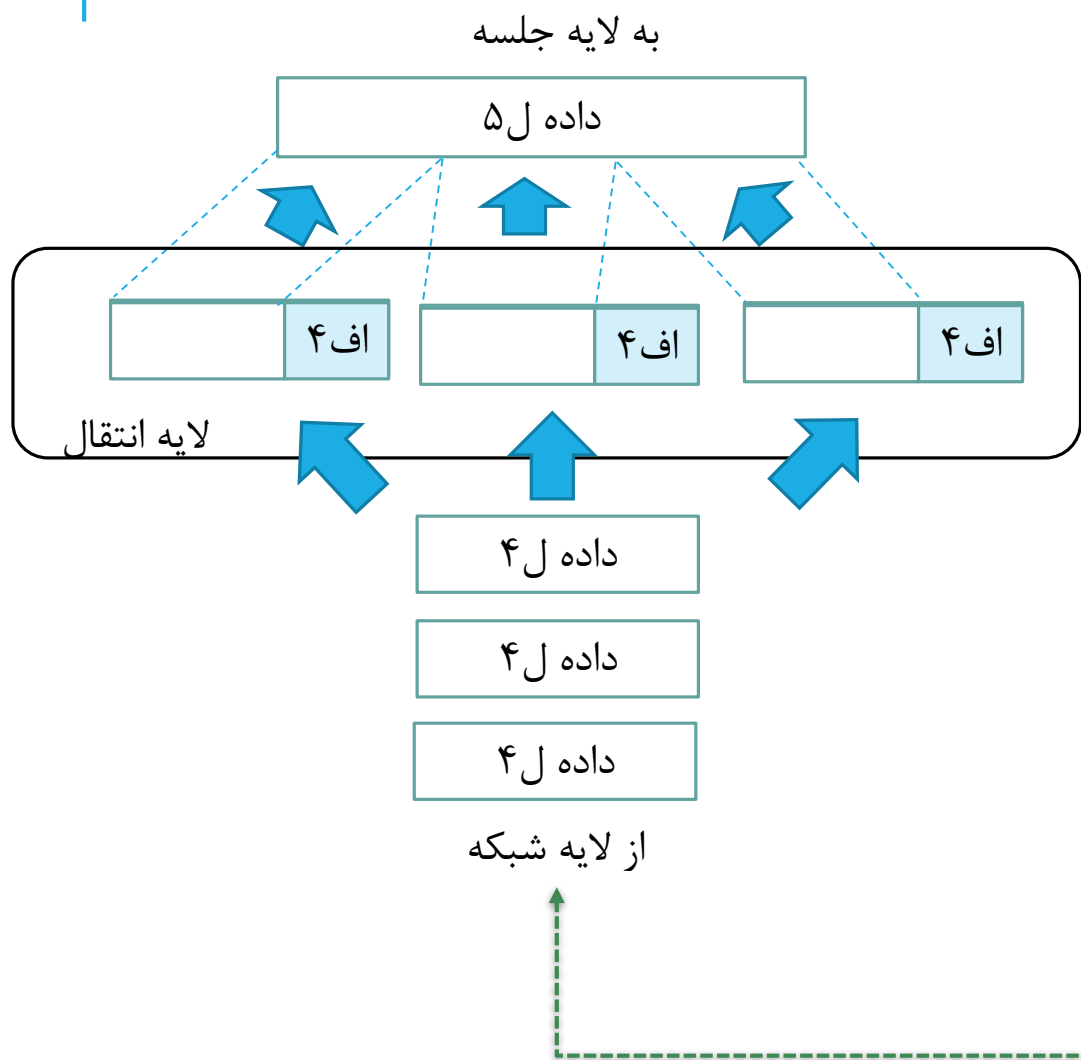 به لایه جلسه
داده ل۵
اف۴
اف۴
اف۴
لایه انتقال
داده ل۴
داده ل۴
داده ل۴
از لایه شبکه